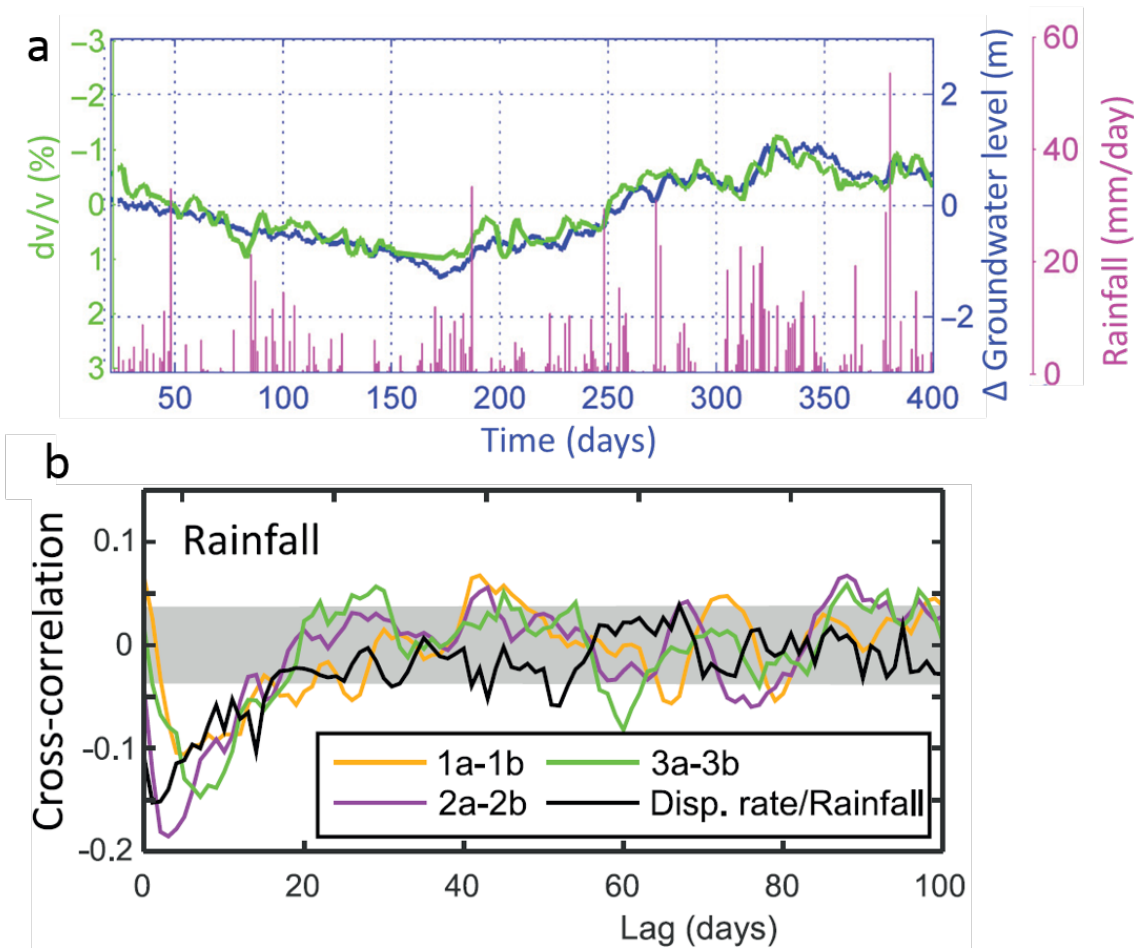 a
dv/v (%)
−3
−2
−1
0
1
2
3
2
0
−2
Δ Groundwater level (m)
60
40
20
0
Rainfall (mm/day)
50 100 150 200 250 300 350 400
Time (days)
b
Cross-correlation
0.1
0
-0.1
-0.2
Rainfall
1a-1b 3a-3b
2a-2b Disp. rate/Rainfall
0 20 40 60 80 100
Lag (days)